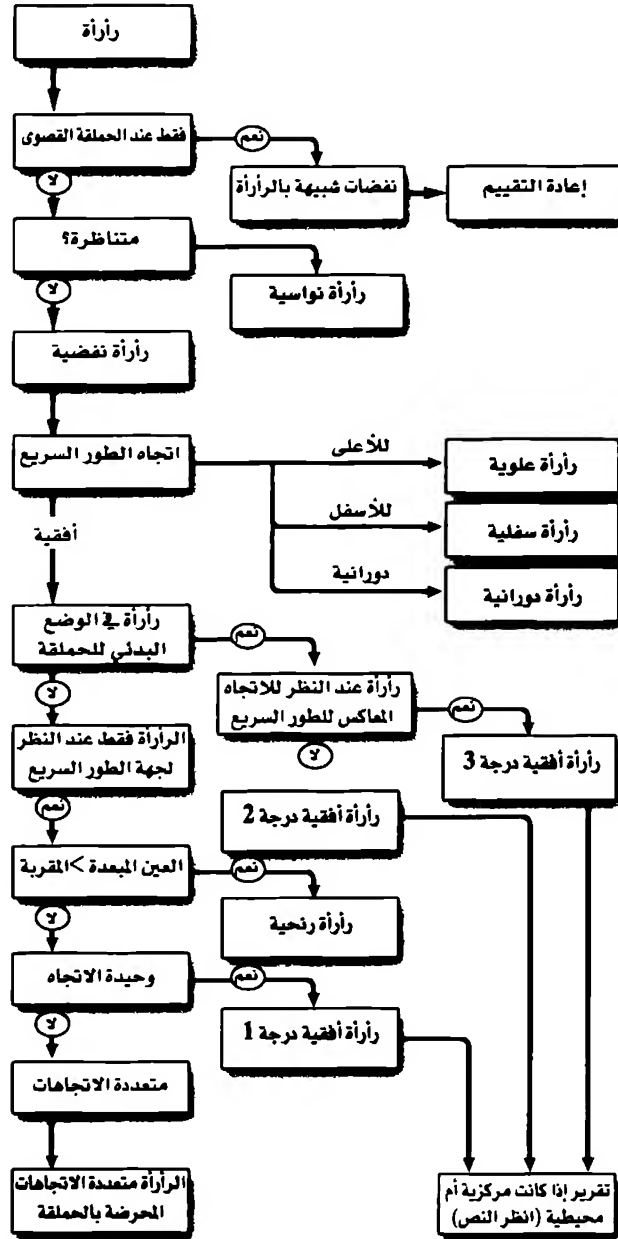 رأرأة
فقط عند الحملقة القصوى
نعم
نفضات شبيهة بالرأرأة
إعادة التقييم
لا
متناظرة؟
رأرأة نواسية
لا
رأرأة نفضية
اتجاه الطور السريع
للأعلى
رأرأة علوية
للأسفل
رأرأة سفلية
دورانية
رأرأة دورانية
أفقية
رأرأة في الوضع
البدئي للحملقة
نعم
رأرأة عند النظر للاتجاه
المعاكس للطور السريع
نعم
رأرأة أفقية درجة 3
لا
لا
الرأرأة فقط عند النظر
لجهة الطور السريع
رأرأة أفقية درجة 2
نعم
العين المبعدة >المقربة
نعم
رأرأة رنحية
لا
وحيدة الاتجاه
نعم
رأرأة أفقية درجة 1
لا
متعددة الاتجاهات
الرأرأة متعددة الاتجاهات
المحرضة بالحملقة
تقرير إذا كانت مركزية أم
محيطية (انظر النص)